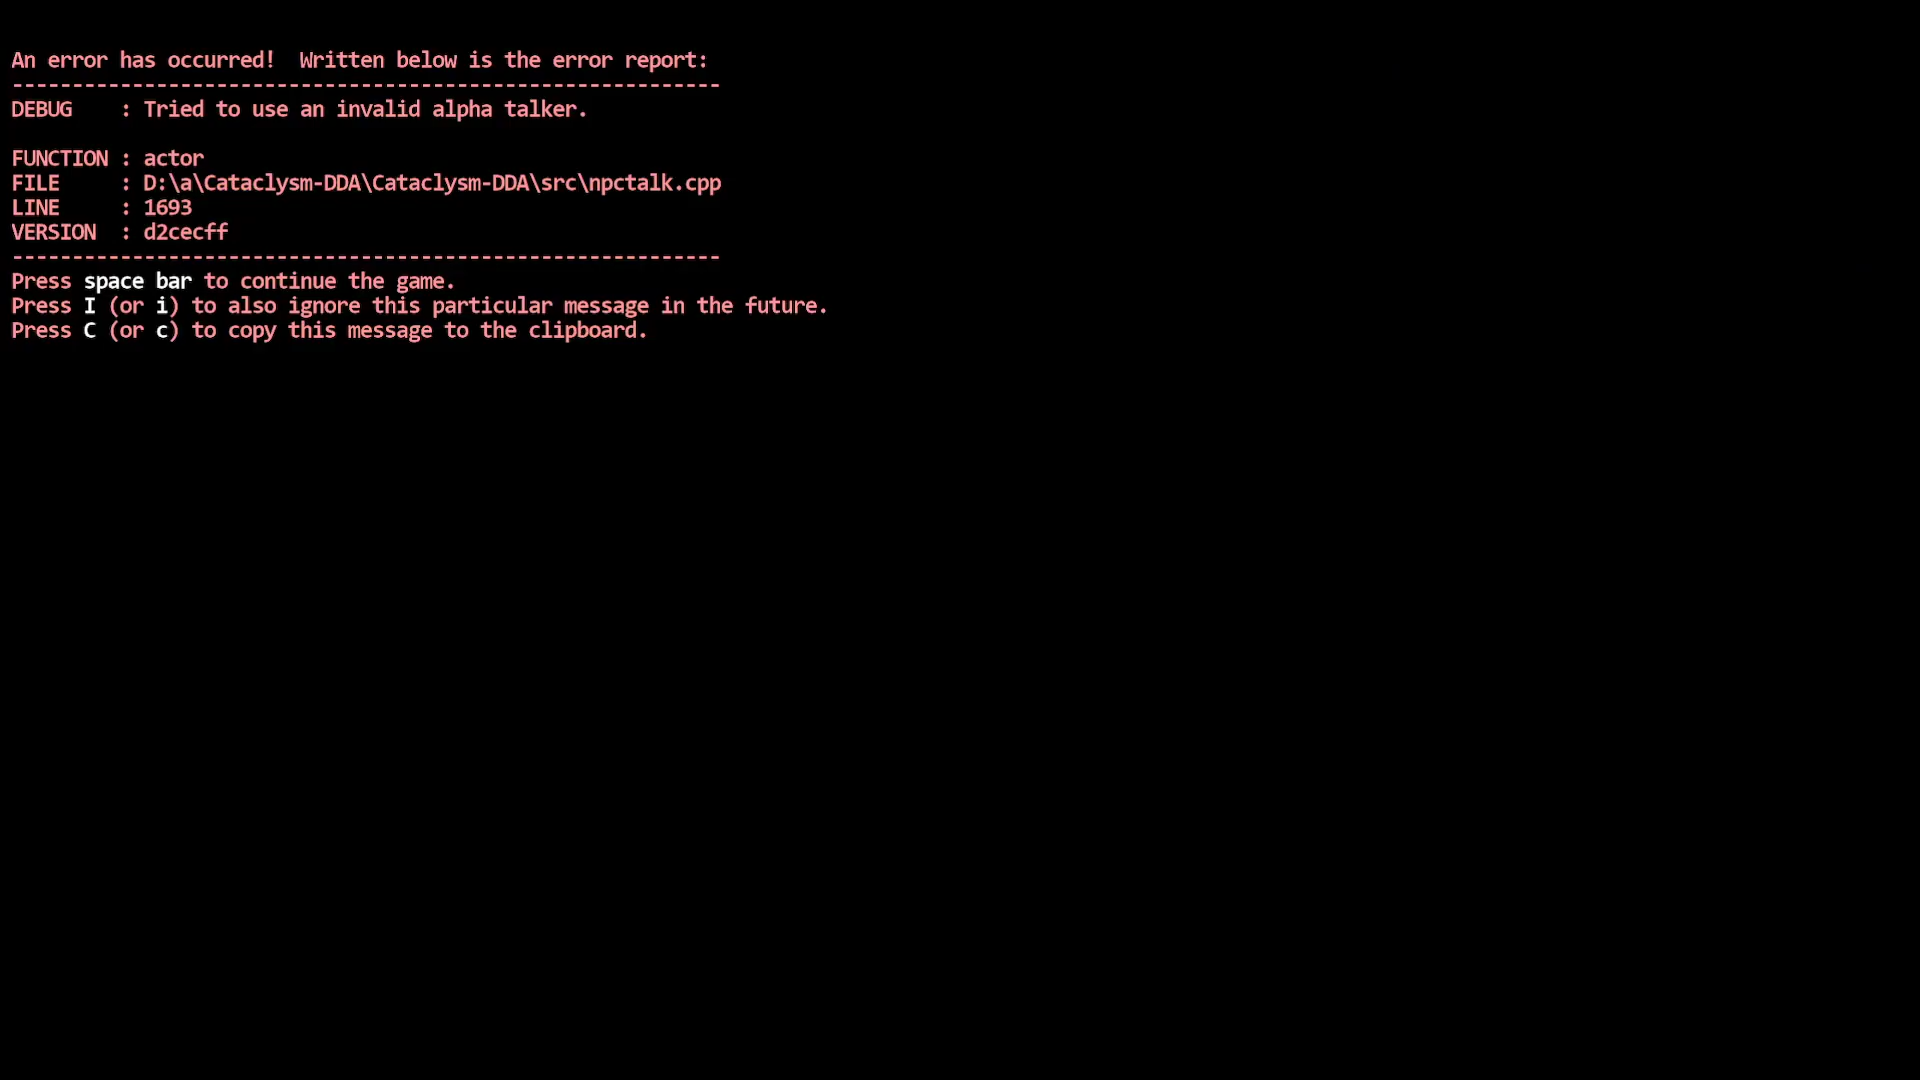 An error has occurred!  Written below is the error report:
-----------------------------------------------------------
DEBUG    : Tried to use an invalid alpha talker.
FUNCTION : actor
FILE     : D:\a\Cataclysm-DDA\Cataclysm-DDA\src\npctalk.cpp
LINE     : 1693
VERSION  : d2cecff
-----------------------------------------------------------
Press space bar to continue the game.
Press I (or i) to also ignore this particular message in the future.
Press C (or c) to copy this message to the clipboard.